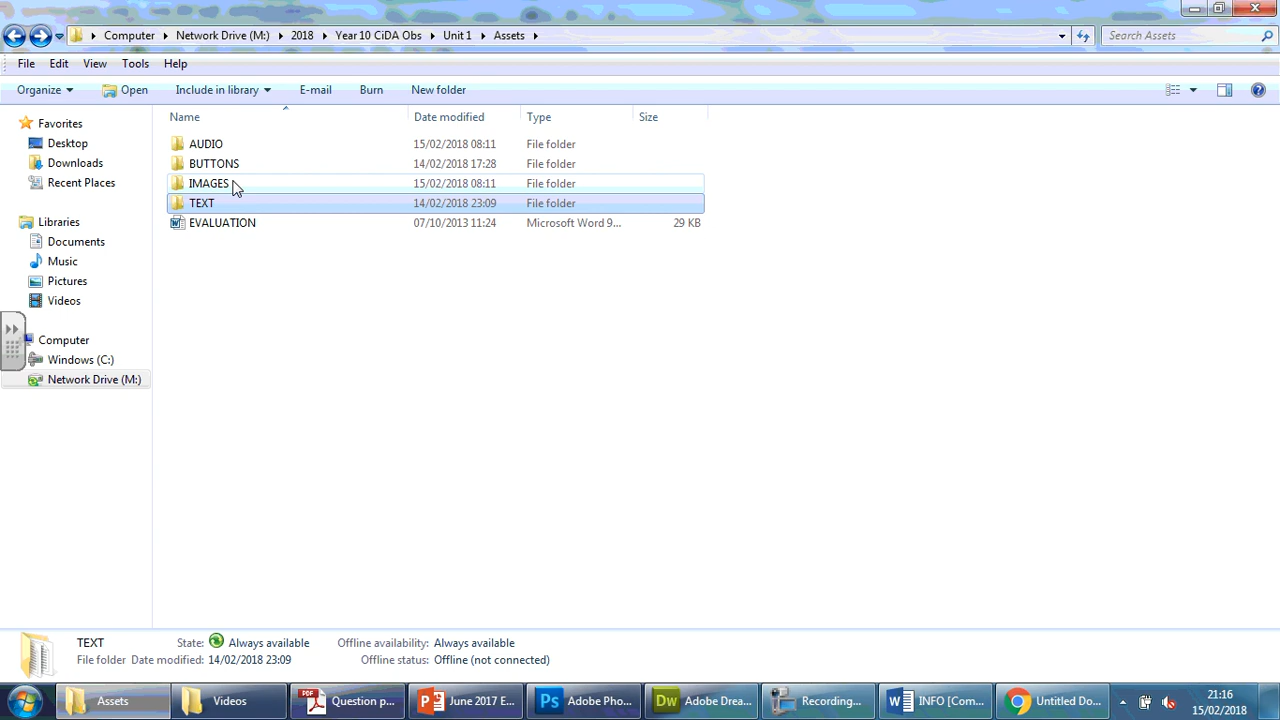 Computer Network Drive (M:) 2018 Year 10 CiDA Obs Unit 1 Assets Search Assets
File Edit View Tools Help
Organize Open Include in library E-mail Burn New folder
Name Date modified Type Size
Favorites
Desktop
Downloads
Recent Places
Libraries
Documents
Music
Pictures
Videos
Computer
Windows (C:)
Network Drive (M:)
AUDIO 15/02/2018 08:11 File folder
BUTTONS 14/02/2018 17:28 File folder
IMAGES 15/02/2018 08:11 File folder
TEXT 14/02/2018 23:09 File folder
EVALUATION 07/10/2013 11:24 Microsoft Word 9... 29 KB
TEXT State: Always available Offline availability: Always available
File folder Date modified: 14/02/2018 23:09 Offline status: Offline (not connected)
Assets Videos PDF Question p... June 2017 E... Ps Adobe Pho... Dw Adobe Drea... Recording... INFO [Com... Untitled Do... 21:16
15/02/2018